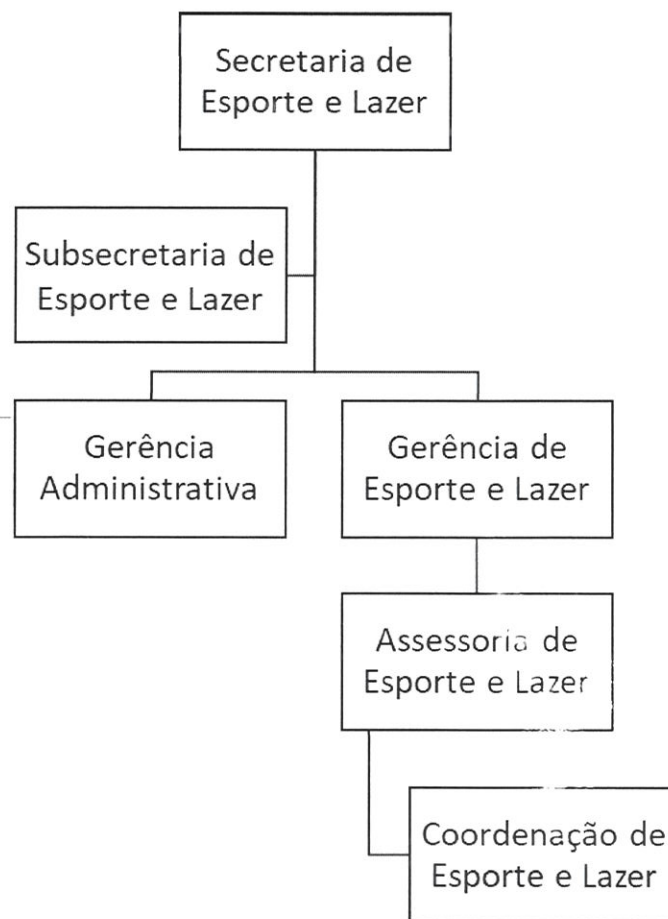 Secretaria de
Esporte e Lazer
Subsecretaria de
Esporte e Lazer
Gerência
Administrativa
Gerência de
Esporte e Lazer
Assessoria de
Esporte e Lazer
Coordenação de
Esporte e Lazer